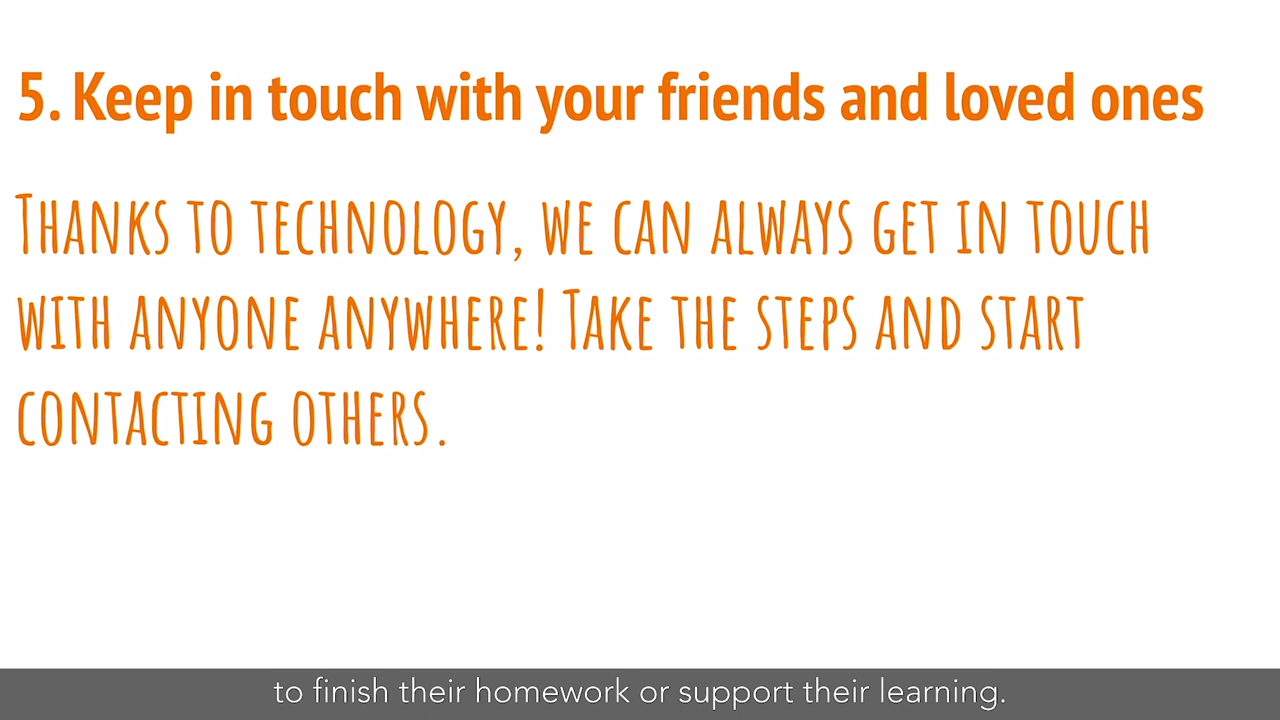 5. Keep in touch with your friends and loved ones
Thanks to technology, we can always get in touch
with anyone anywhere! Take the steps and start
contacting others.
to finish their homework or support their learning.